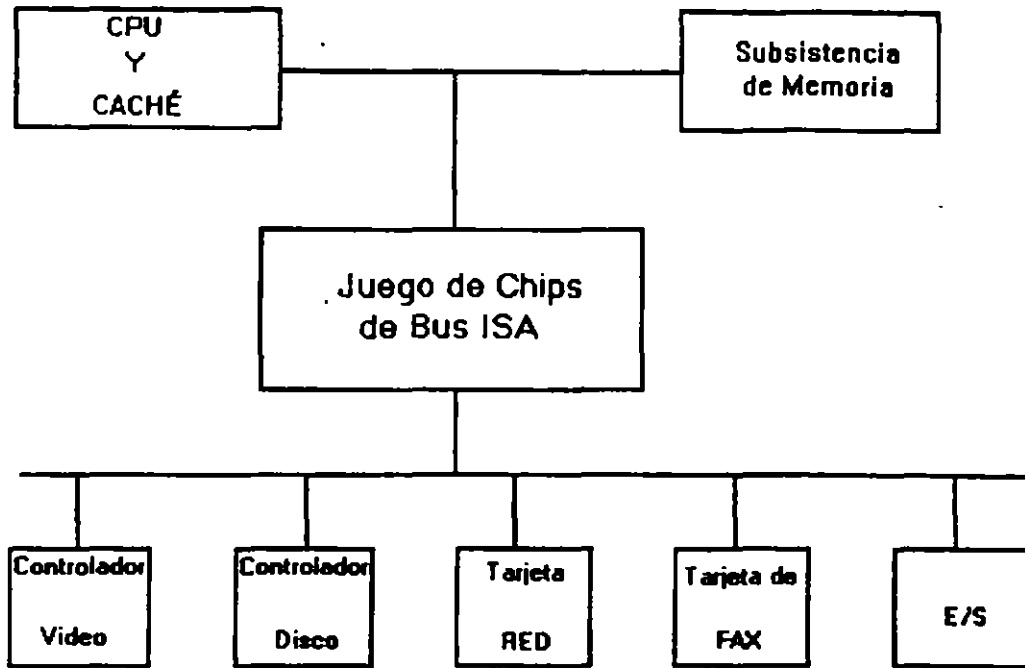 CPU
Y
CACHÉ
Subsistencia
de Memoria
Juego de Chips
de Bus ISA
Controlador
Video
Controlador
Disco
Tarjeta
RED
Tarjeta de
FAX
E/S